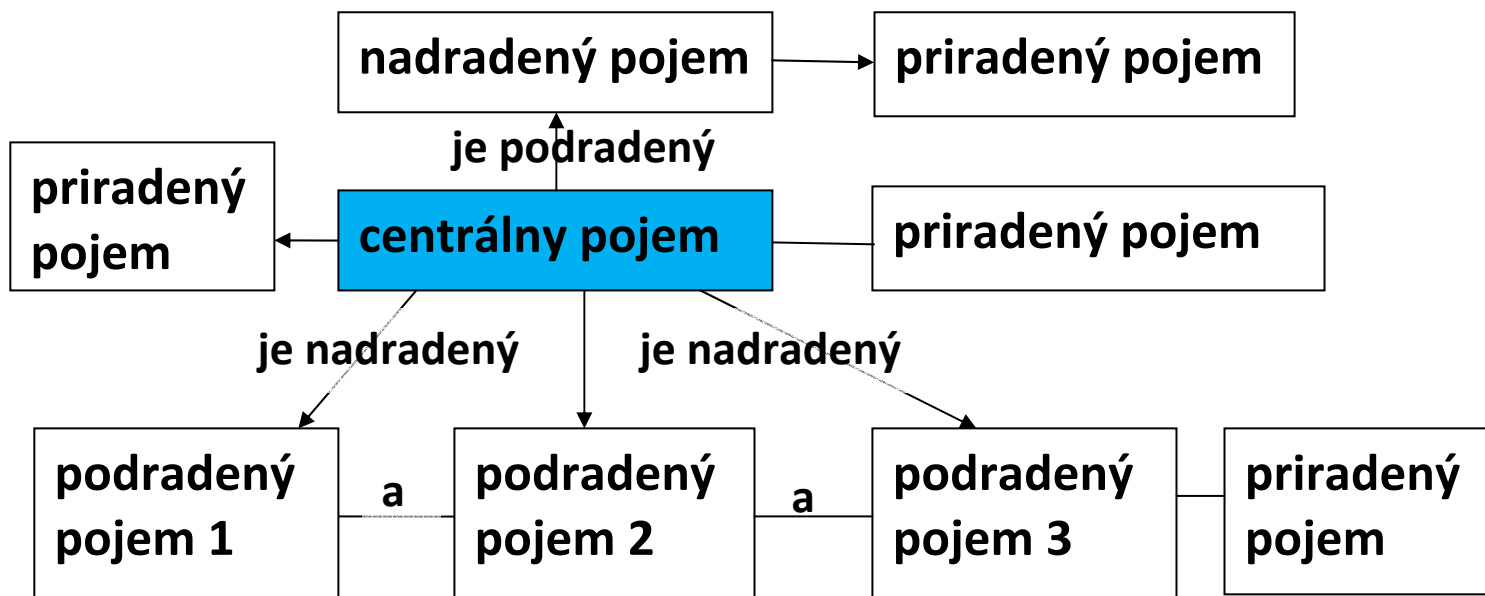 nadradený pojem
priradený pojem
je podradený
priradený
pojem
centrálny pojem
priradený pojem
je nadradený
je nadradený
podradený
pojem 1
a
podradený
pojem 2
a
podradený
pojem 3
priradený
pojem